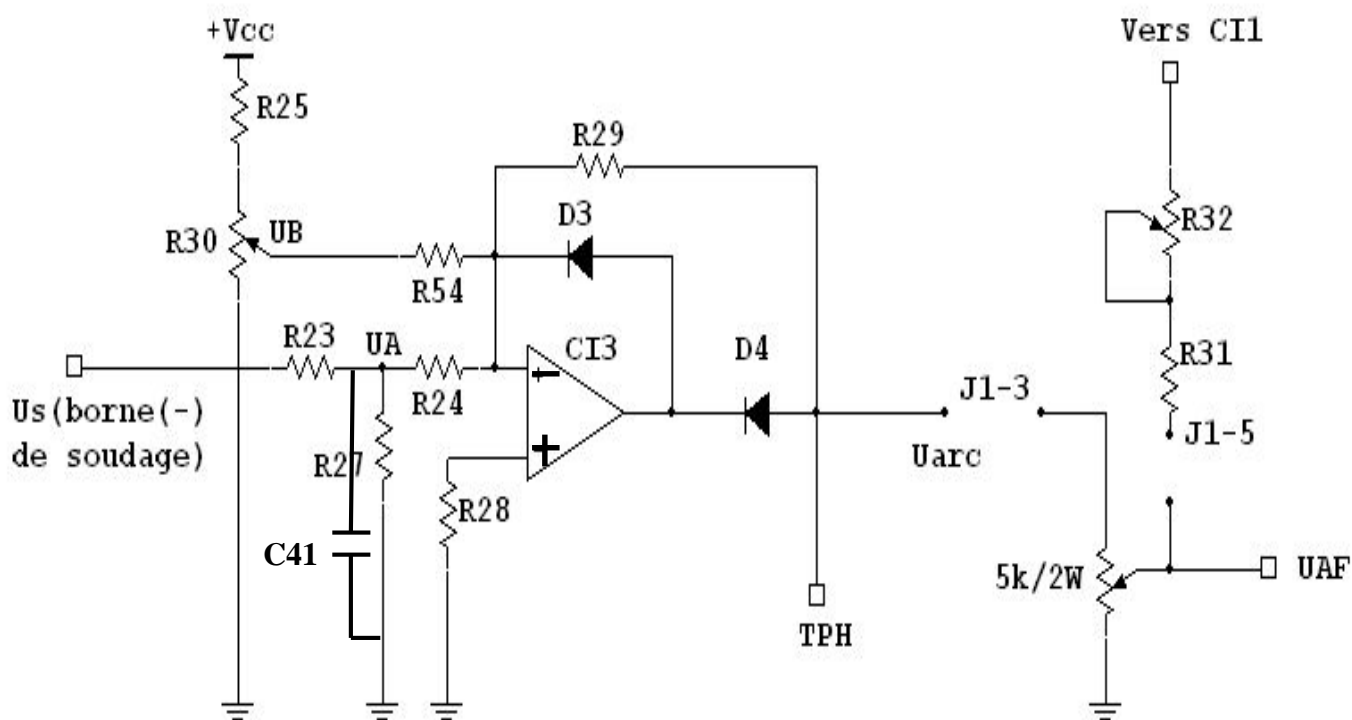 +Vcc
Vers CI1
R25
R29
R30
UB
D3
R32
R54
R23
UA
CI3
D4
R31
R24
J1-3
Us(borne(-)
de soudage)
J1-5
Uarc
R27
R28
C41
5k/2W
UAF
TPH